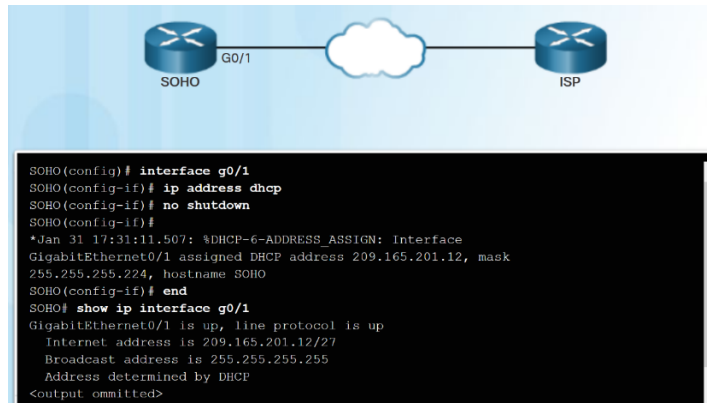 G0/1
SOHO
ISP
SOHO(config)# interface g0/1
SOHO(config-if)# ip address dhcp
SOHO(config-if)# no shutdown
SOHO(config-if)#
*Jan 31 17:31:11.507: %DHCP-6-ADDRESS_ASSIGN: Interface
GigabitEthernet0/1 assigned DHCP address 209.165.201.12, mask
255.255.255.224, hostname SOHO
SOHO(config-if)# end
SOHO# show ip interface g0/1
GigabitEthernet0/1 is up, line protocol is up
  Internet address is 209.165.201.12/27
  Broadcast address is 255.255.255.255
  Address determined by DHCP
<output ommitted>